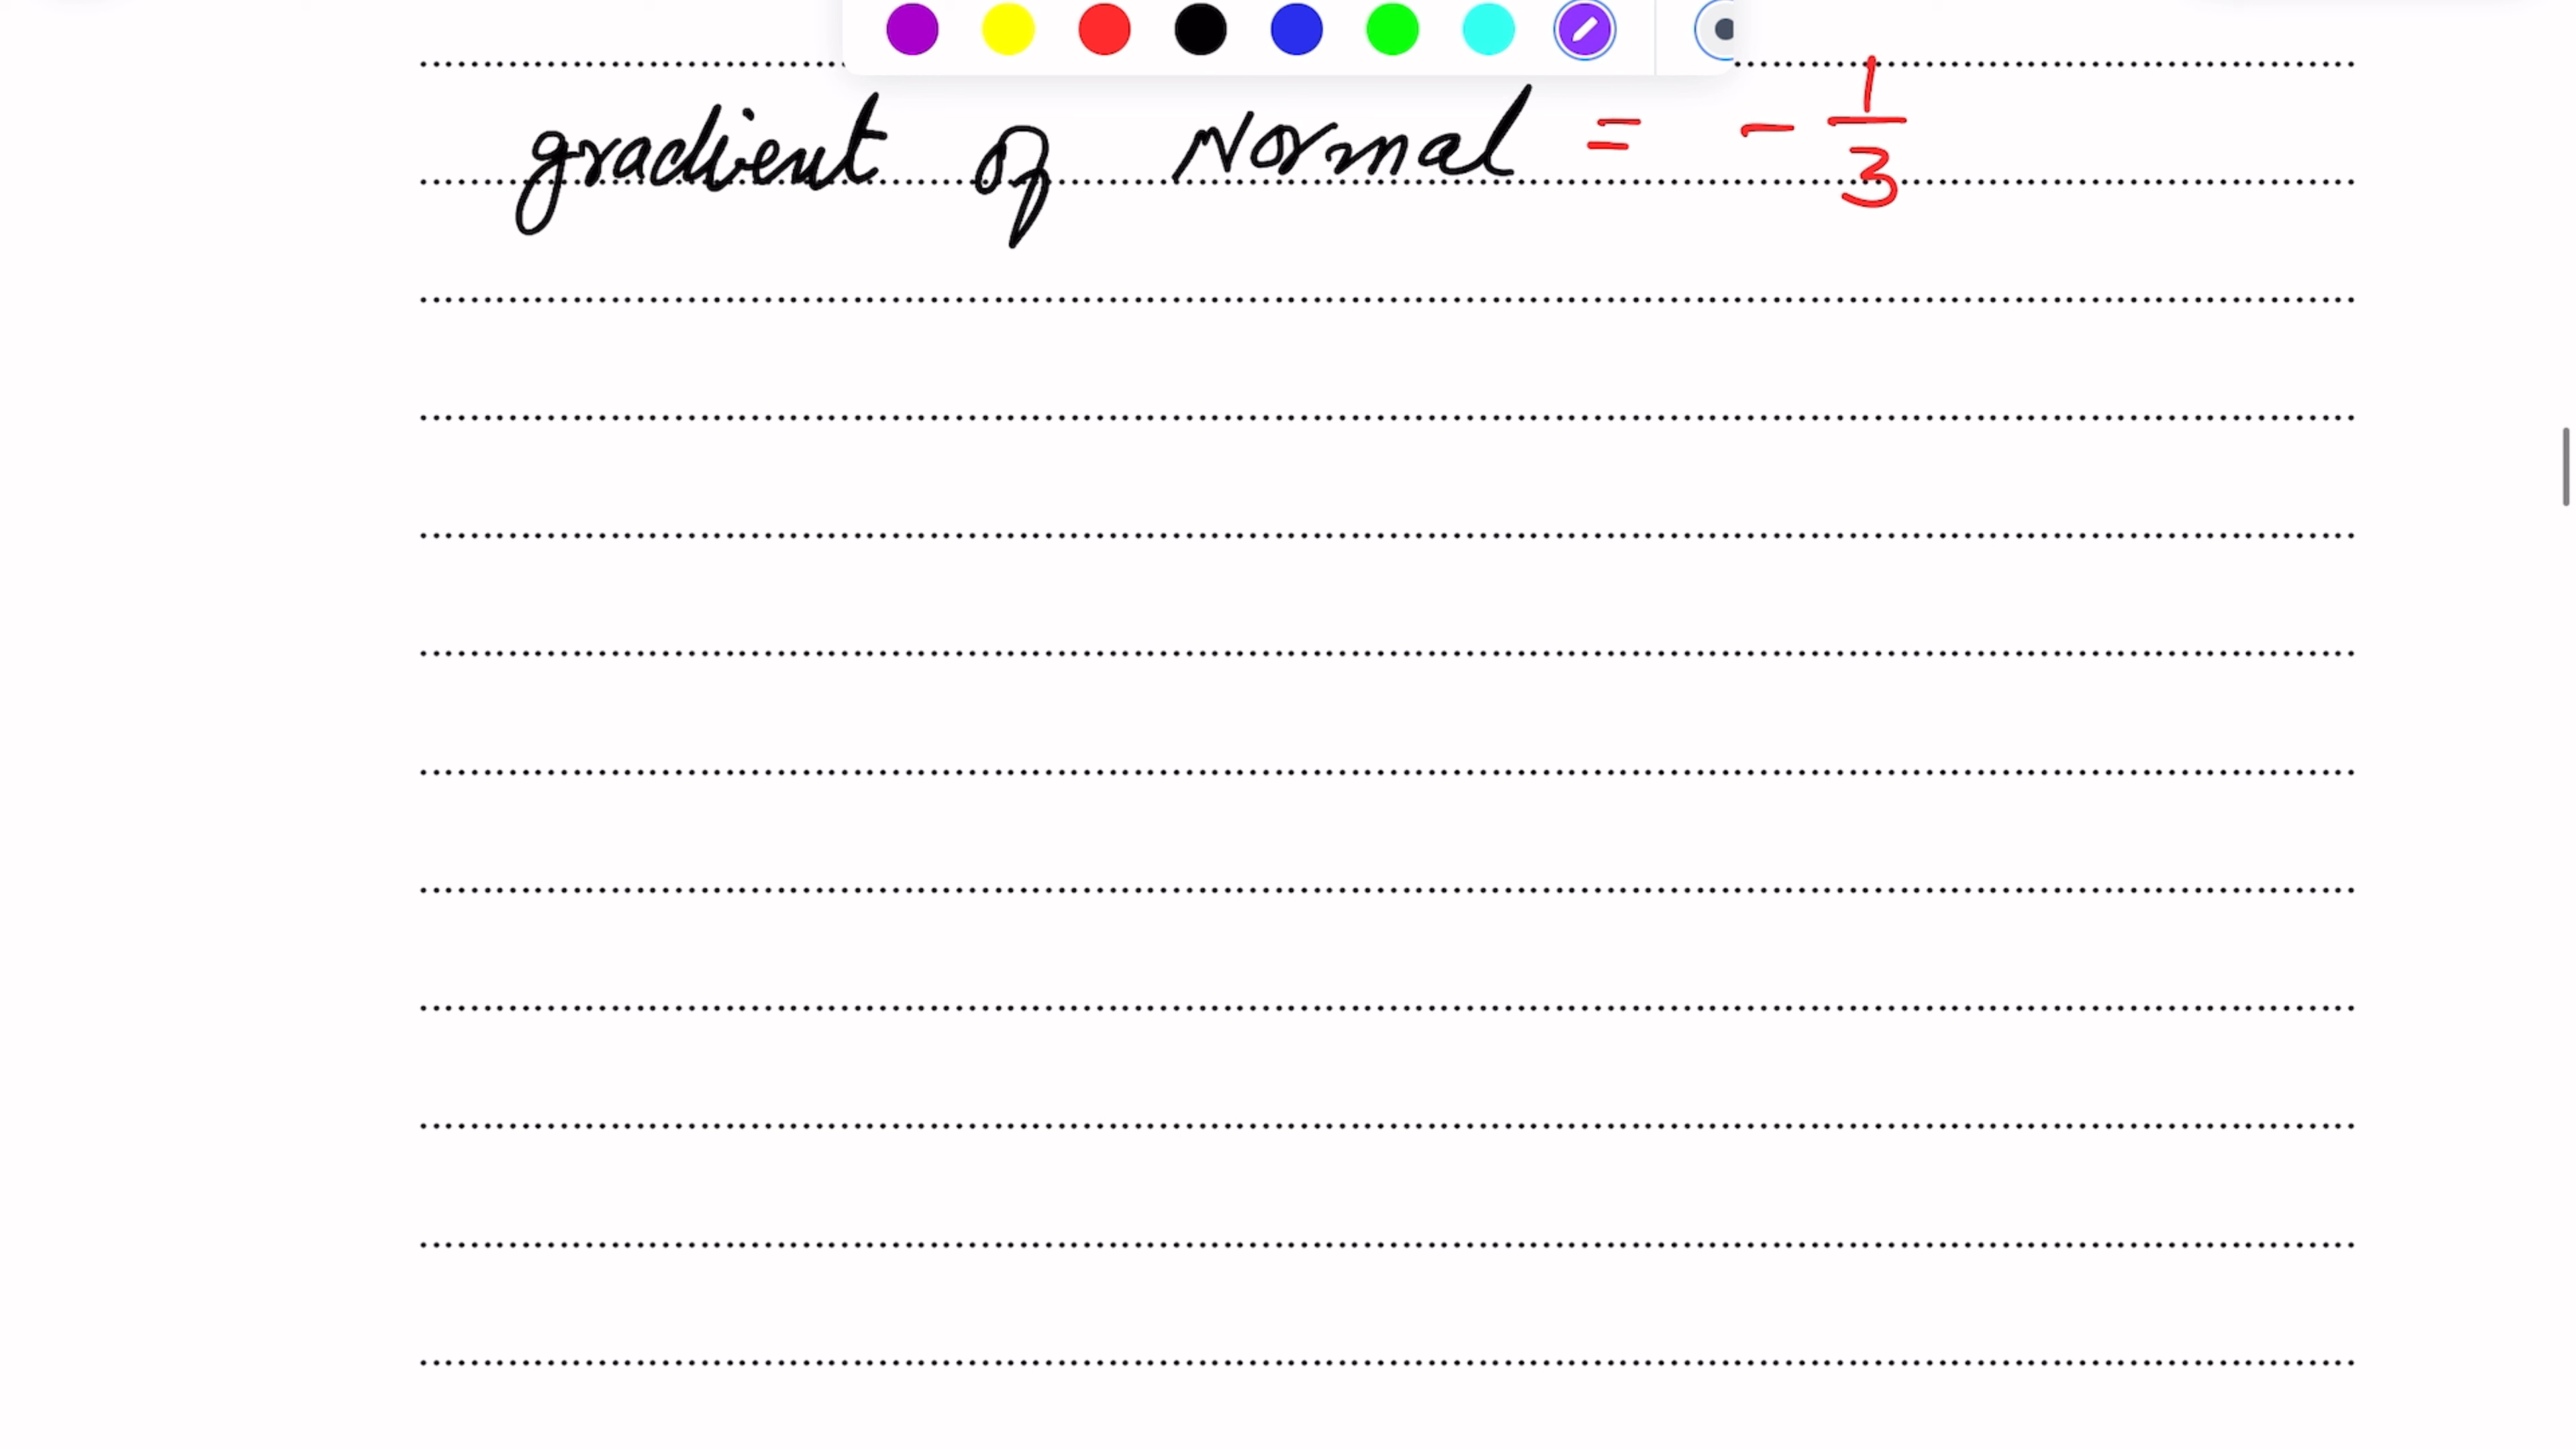 gradient of Normal = - 1/3